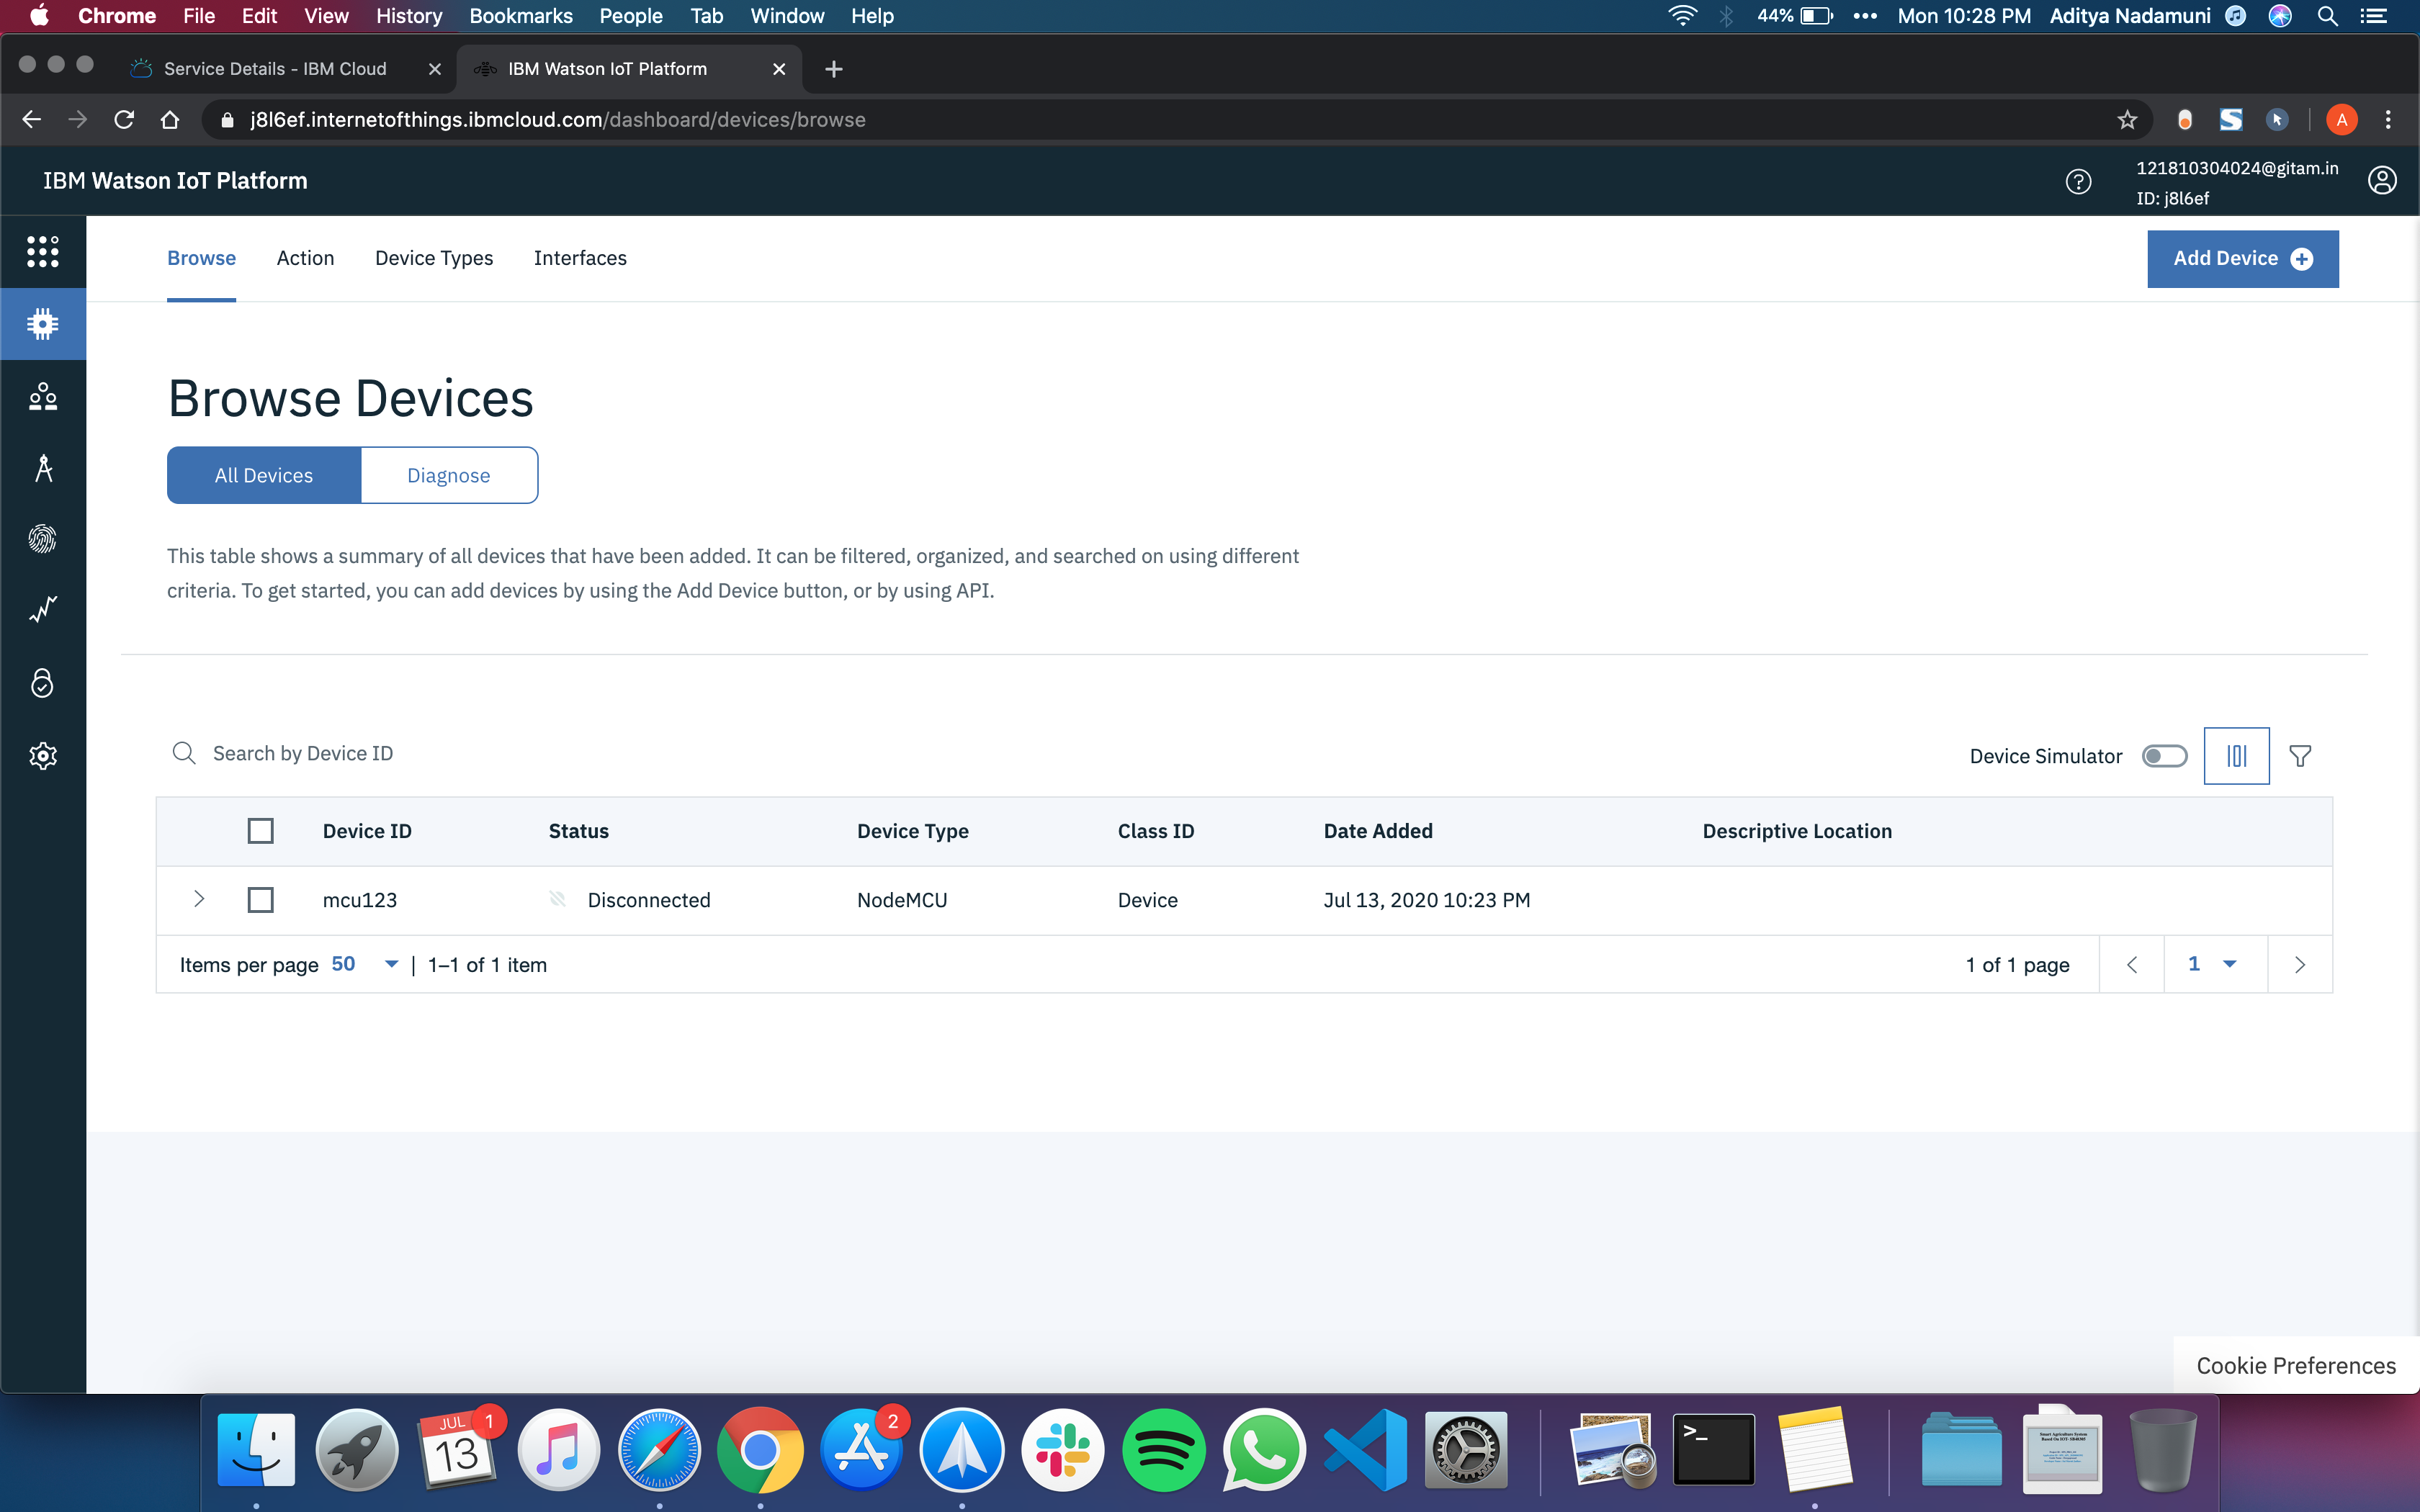 Chrome File Edit View History Bookmarks People Tab Window Help 44% Mon 10:28 PM Aditya Nadamuni
Service Details - IBM Cloud IBM Watson IoT Platform
j8l6ef.internetofthings.ibmcloud.com/dashboard/devices/browse A
IBM Watson IoT Platform
121810304024@gitam.in
ID: j8l6ef
Browse Action Device Types Interfaces Add Device
Browse Devices
All Devices Diagnose
This table shows a summary of all devices that have been added. It can be filtered, organized, and searched on using different
criteria. To get started, you can add devices by using the Add Device button, or by using API.
Search by Device ID
Device Simulator
Device ID Status Device Type Class ID Date Added Descriptive Location
mcu123 Disconnected NodeMCU Device Jul 13, 2020 10:23 PM
Items per page 50 | 1–1 of 1 item 1 of 1 page 1
Cookie Preferences
JUL 1 2
13
>_
Smart Agriculture System